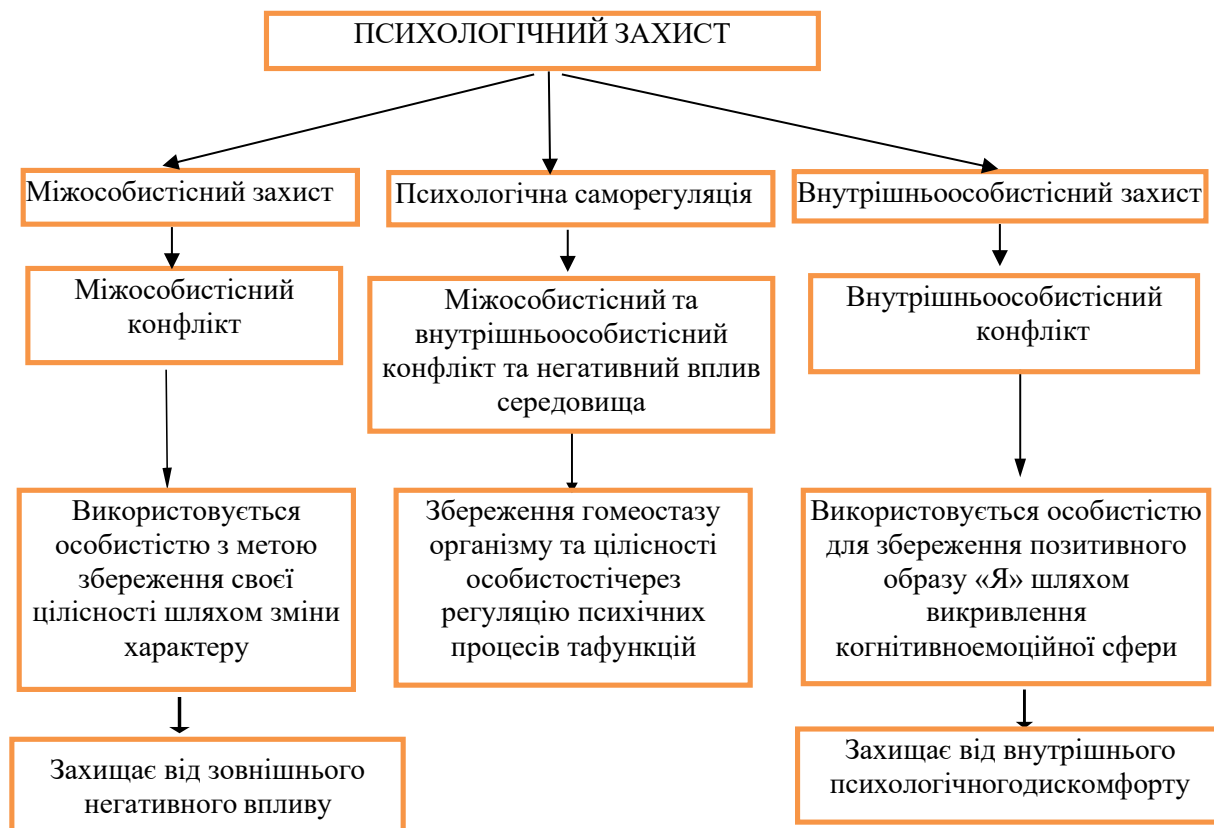 ПСИХОЛОГІЧНИЙ ЗАХИСТ
Міжособистісний захист
Психологічна саморегуляція
Внутрішньоособистісний захист
Міжособистісний
конфлікт
Міжособистісний та
внутрішньоособистісний
конфлікт та негативний вплив
середовища
Внутрішньоособистісний
конфлікт
Використовується
особистістю з метою
збереження своєї
цілісності шляхом зміни
характеру
Збереження гомеостазу
організму та цілісності
особистостічерез
регуляцію психічних
процесів тафункцій
Використовується особистістю
для збереження позитивного
образу «Я» шляхом
викривлення
когнітивноемоційної сфери
Захищає від зовнішнього
негативного впливу
Захищає від внутрішнього
психологічногодискомфорту